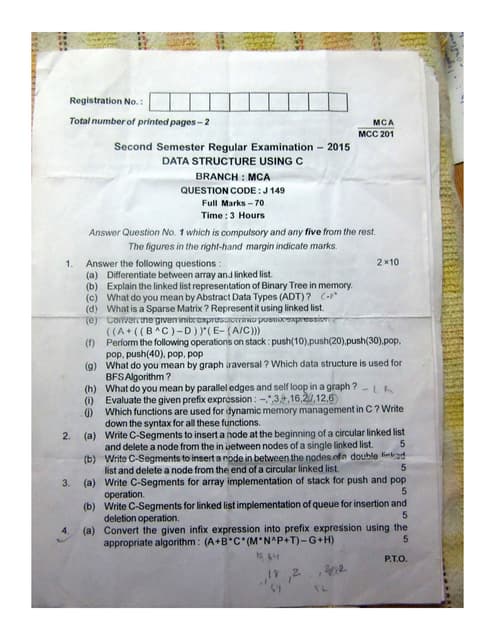 Registration No. :
Total number of printed pages – 2
MCA
MCC 201
Second Semester Regular Examination – 2015
DATA STRUCTURE USING C
BRANCH : MCA
QUESTION CODE : J 149
Full Marks – 70
Time : 3 Hours
Answer Question No. 1 which is compulsory and any five from the rest.
The figures in the right-hand margin indicate marks.
1. Answer the following questions : 2 × 10
(a) Differentiate between array and linked list.
(b) Explain the linked list representation of Binary Tree in memory.
(c) What do you mean by Abstract Data Types (ADT) ?
(d) What is a Sparse Matrix ? Represent it using linked list.
(e) Convert the given infix expression into postfix expression :
( ( A + ( ( B ^ C ) – D ) )*( E – ( A/C)))
(f) Perform the following operations on stack : push(10),push(20),push(30),pop,
pop, push(40), pop, pop
(g) What do you mean by graph traversal ? Which data structure is used for
BFS Algorithm ?
(h) What do you mean by parallel edges and self loop in a graph ?
(i) Evaluate the given prefix expression : –,*,3,+,16,2,/,12,6
(j) Which functions are used for dynamic memory management in C ? Write
down the syntax for all these functions.
2. (a) Write C-Segments to insert a node at the beginning of a circular linked list
and delete a node from the in between nodes of a single linked list. 5
(b) Write C-Segments to insert a node in between the nodes of a double linked
list and delete a node from the end of a circular linked list. 5
3. (a) Write C-Segments for array implementation of stack for push and pop
operation. 5
(b) Write C-Segments for linked list implementation of queue for insertion and
deletion operation. 5
4. (a) Convert the given infix expression into prefix expression using the
appropriate algorithm : (A+B*C*(M*N^P+T)–G+H) 5
P.T.O.